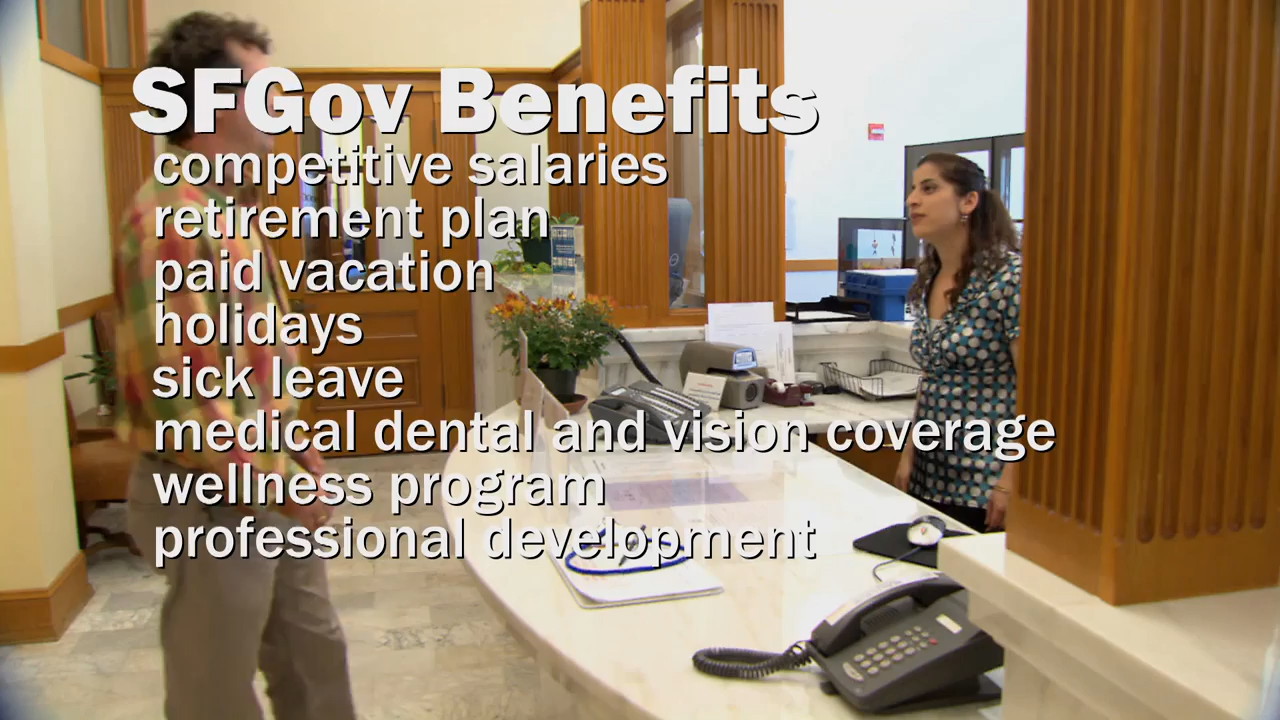 SFGov Benefits
competitive salaries
retirement plan
paid vacation
holidays
sick leave
medical dental and vision coverage
wellness program
professional development